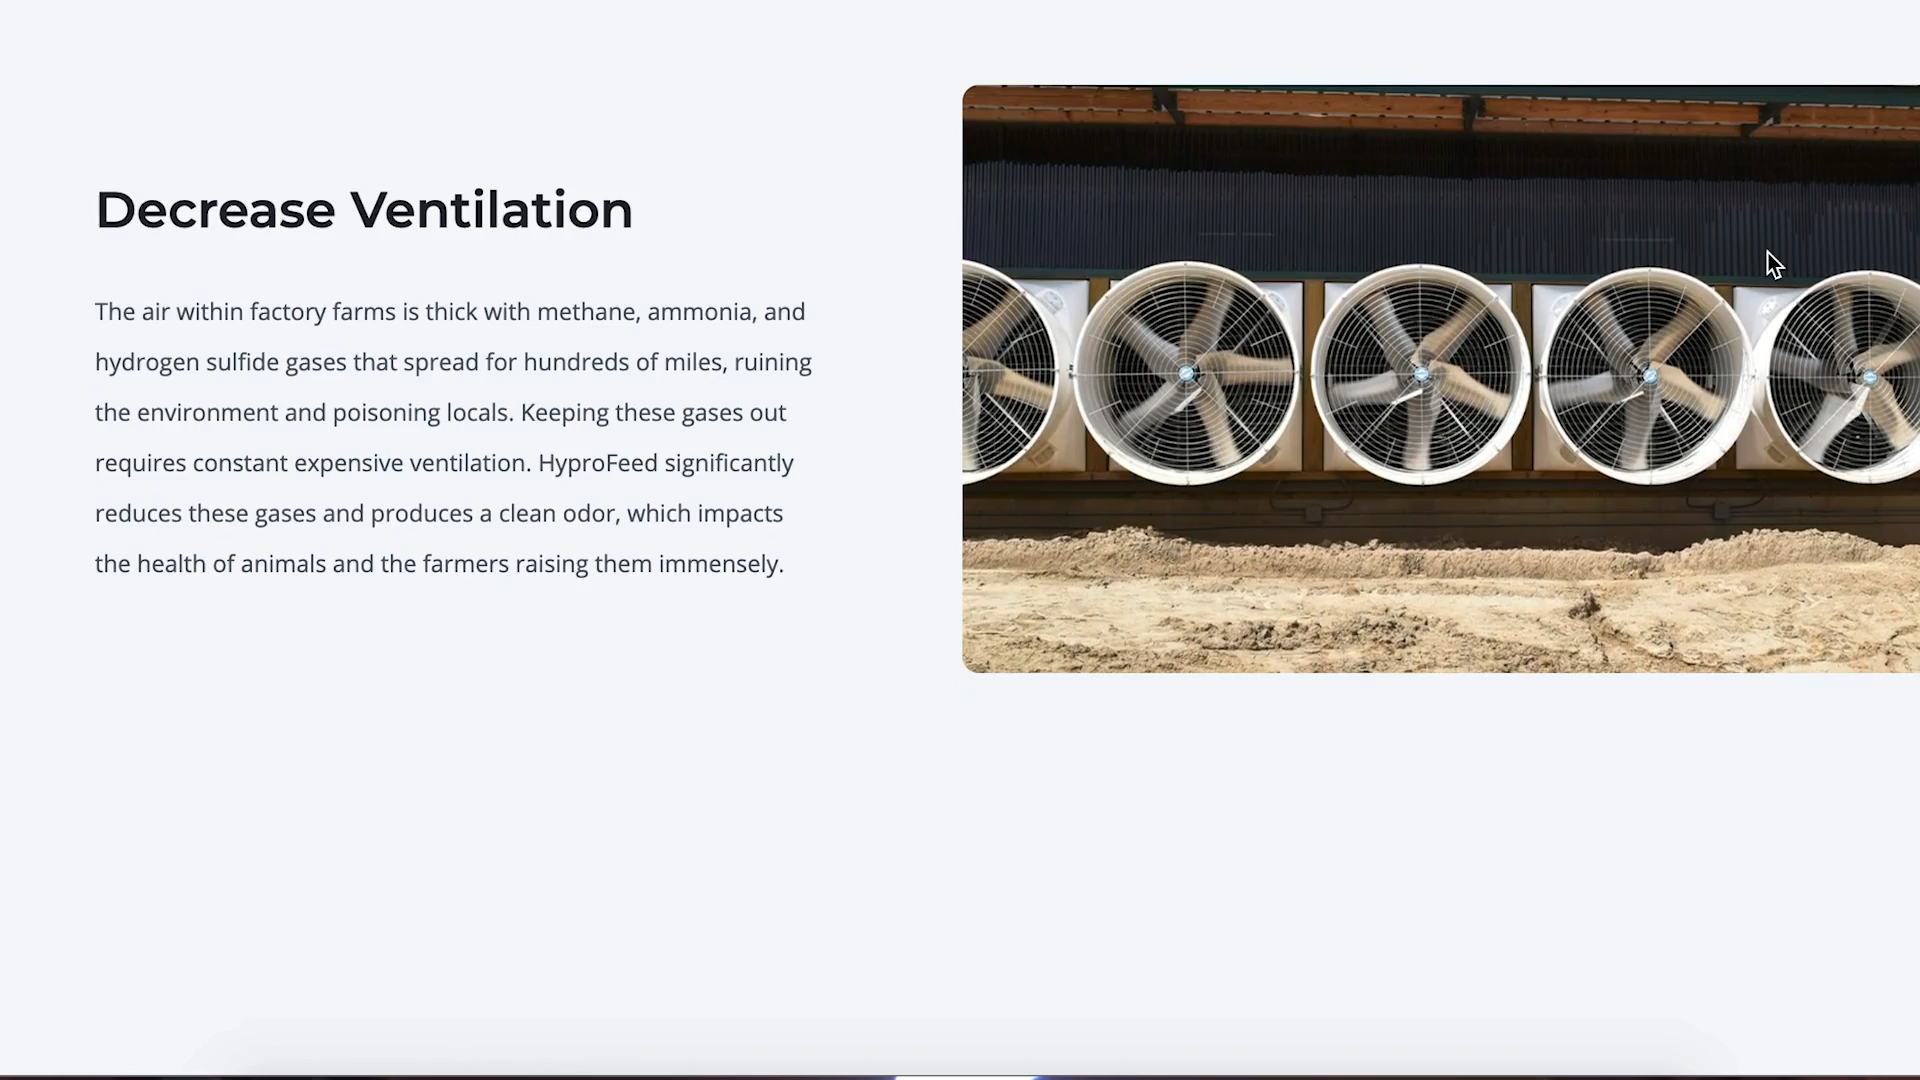 Decrease Ventilation
The air within factory farms is thick with methane, ammonia, and
hydrogen sulfide gases that spread for hundreds of miles, ruining
the environment and poisoning locals. Keeping these gases out
requires constant expensive ventilation. HyproFeed significantly
reduces these gases and produces a clean odor, which impacts
the health of animals and the farmers raising them immensely.